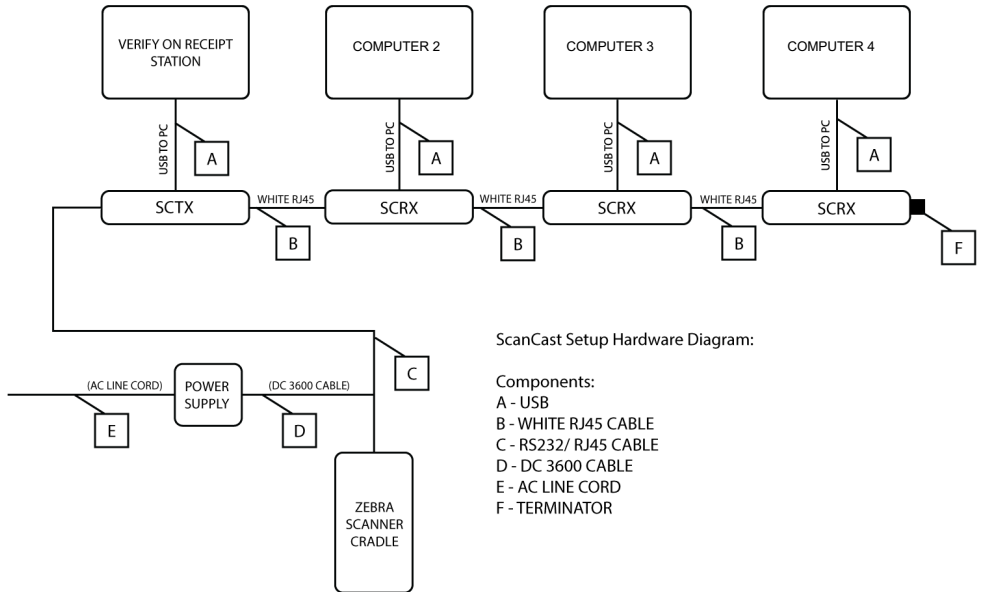 VERIFY ON RECEIPT
STATION
COMPUTER 2
COMPUTER 3
COMPUTER 4
USB TO PC
A
USB TO PC
A
USB TO PC
A
USB TO PC
A
SCTX
WHITE RJ45
SCRX
WHITE RJ45
SCRX
WHITE RJ45
SCRX
B
B
B
F
ScanCast Setup Hardware Diagram:
C
(AC LINE CORD)
POWER
SUPPLY
(DC 3600 CABLE)
E
D
Components:
A - USB
B - WHITE RJ45 CABLE
C - RS232/ RJ45 CABLE
D - DC 3600 CABLE
E - AC LINE CORD
F - TERMINATOR
ZEBRA
SCANNER
CRADLE